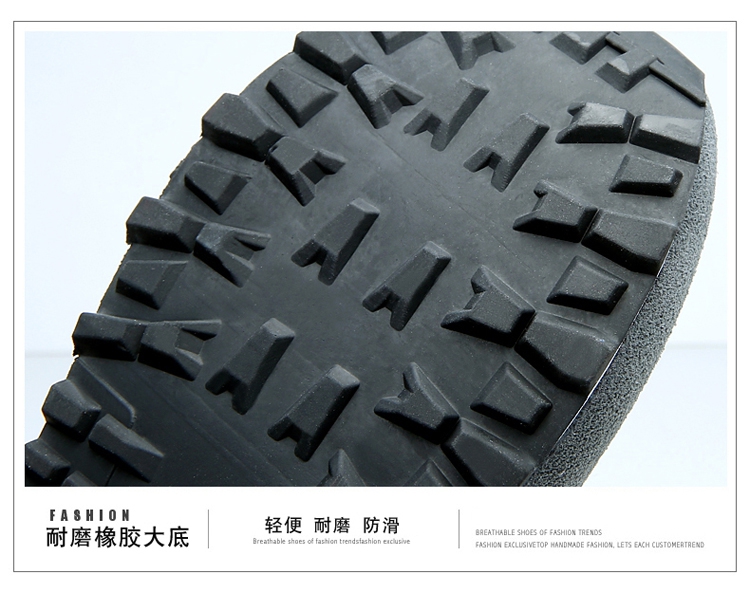 FASHION
耐磨橡胶大底
轻便 耐磨 防滑
Breathable shoes of fashion trendsfashion exclusive
BREATHABLE SHOES OF FASHION TRENDS
FASHION EXCLUSIVETOP HANDMADE FASHION, LETS EACH CUSTOMERTREND